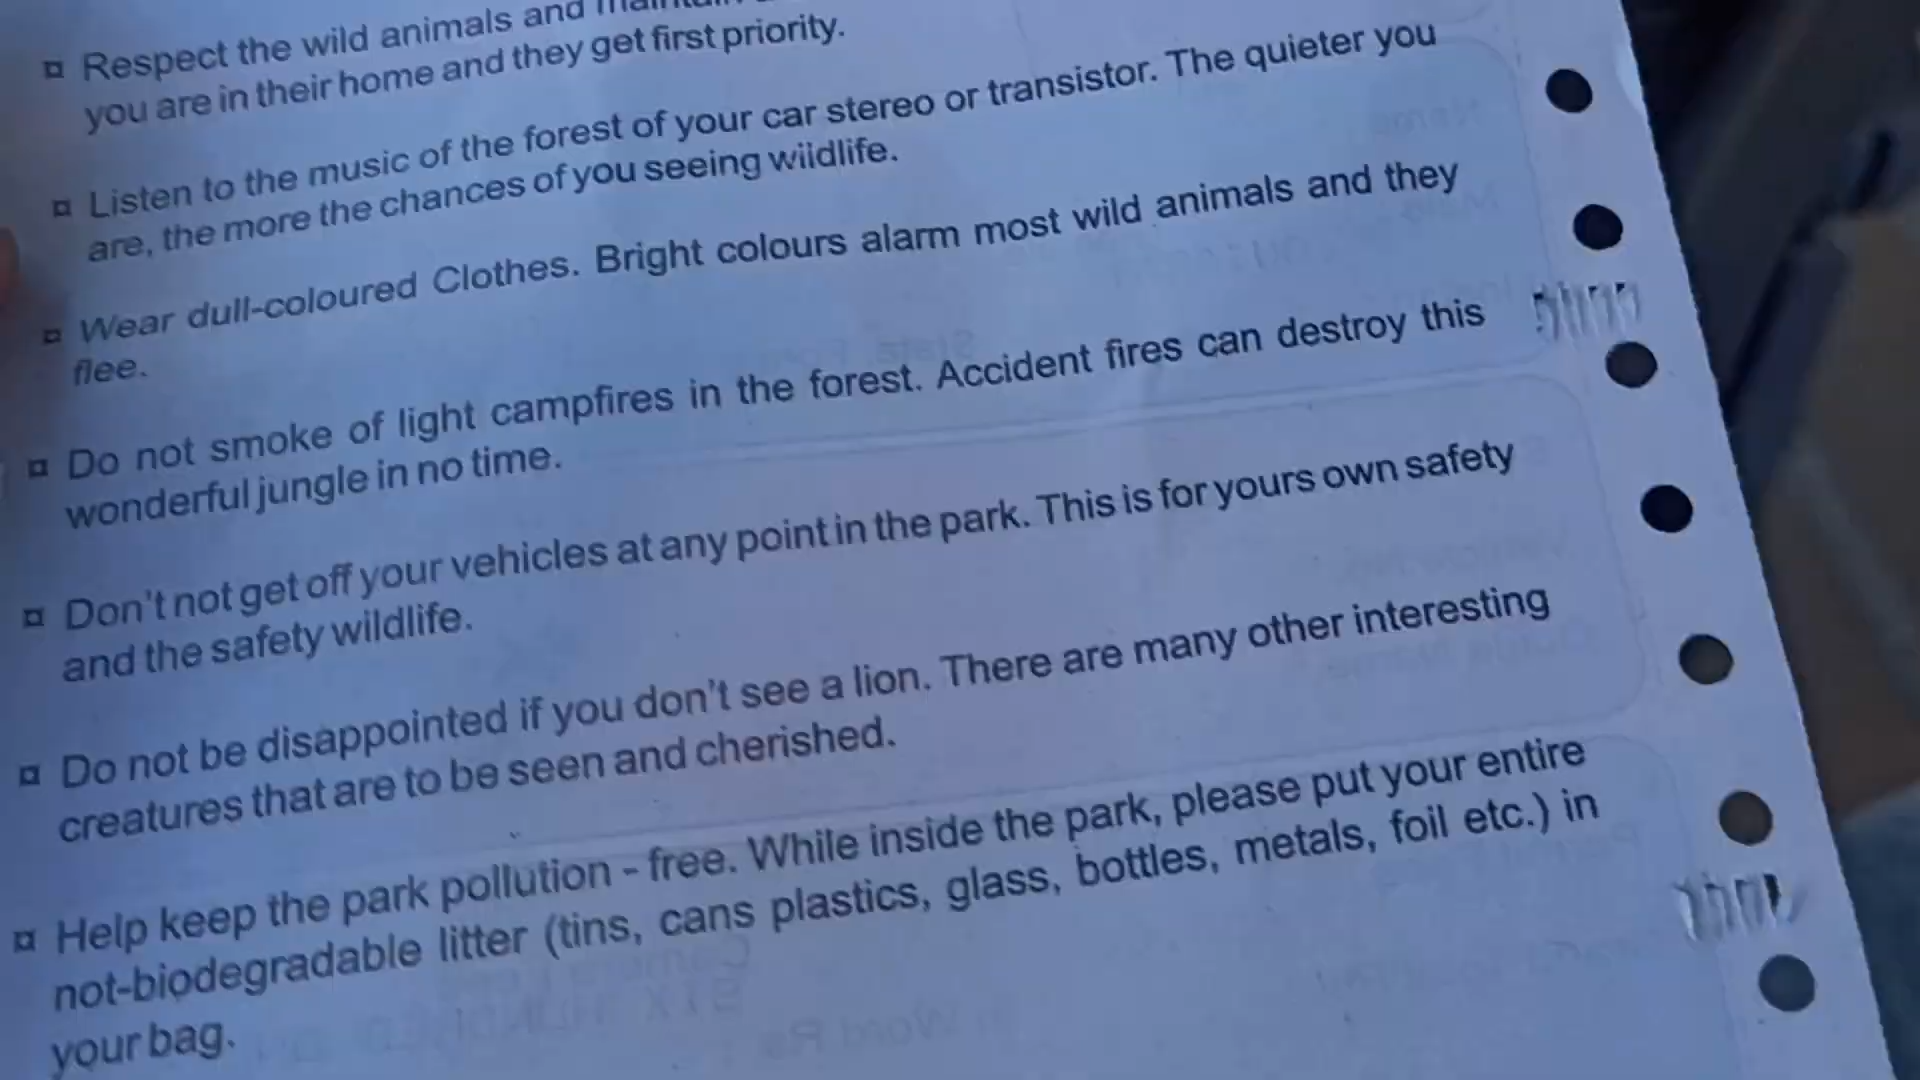 ¤ Respect the wild animals and maintain
you are in their home and they get first priority.
¤ Listen to the music of the forest of your car stereo or transistor. The quieter you
are, the more the chances of you seeing wiidlife.
¤ Wear dull-coloured Clothes. Bright colours alarm most wild animals and they
flee.
¤ Do not smoke of light campfires in the forest. Accident fires can destroy this
wonderful jungle in no time.
¤ Don't not get off your vehicles at any point in the park. This is for yours own safety
and the safety wildlife.
¤ Do not be disappointed if you don't see a lion. There are many other interesting
creatures that are to be seen and cherished.
¤ Help keep the park pollution - free. While inside the park, please put your entire
not-biodegradable litter (tins, cans plastics, glass, bottles, metals, foil etc.) in
your bag.